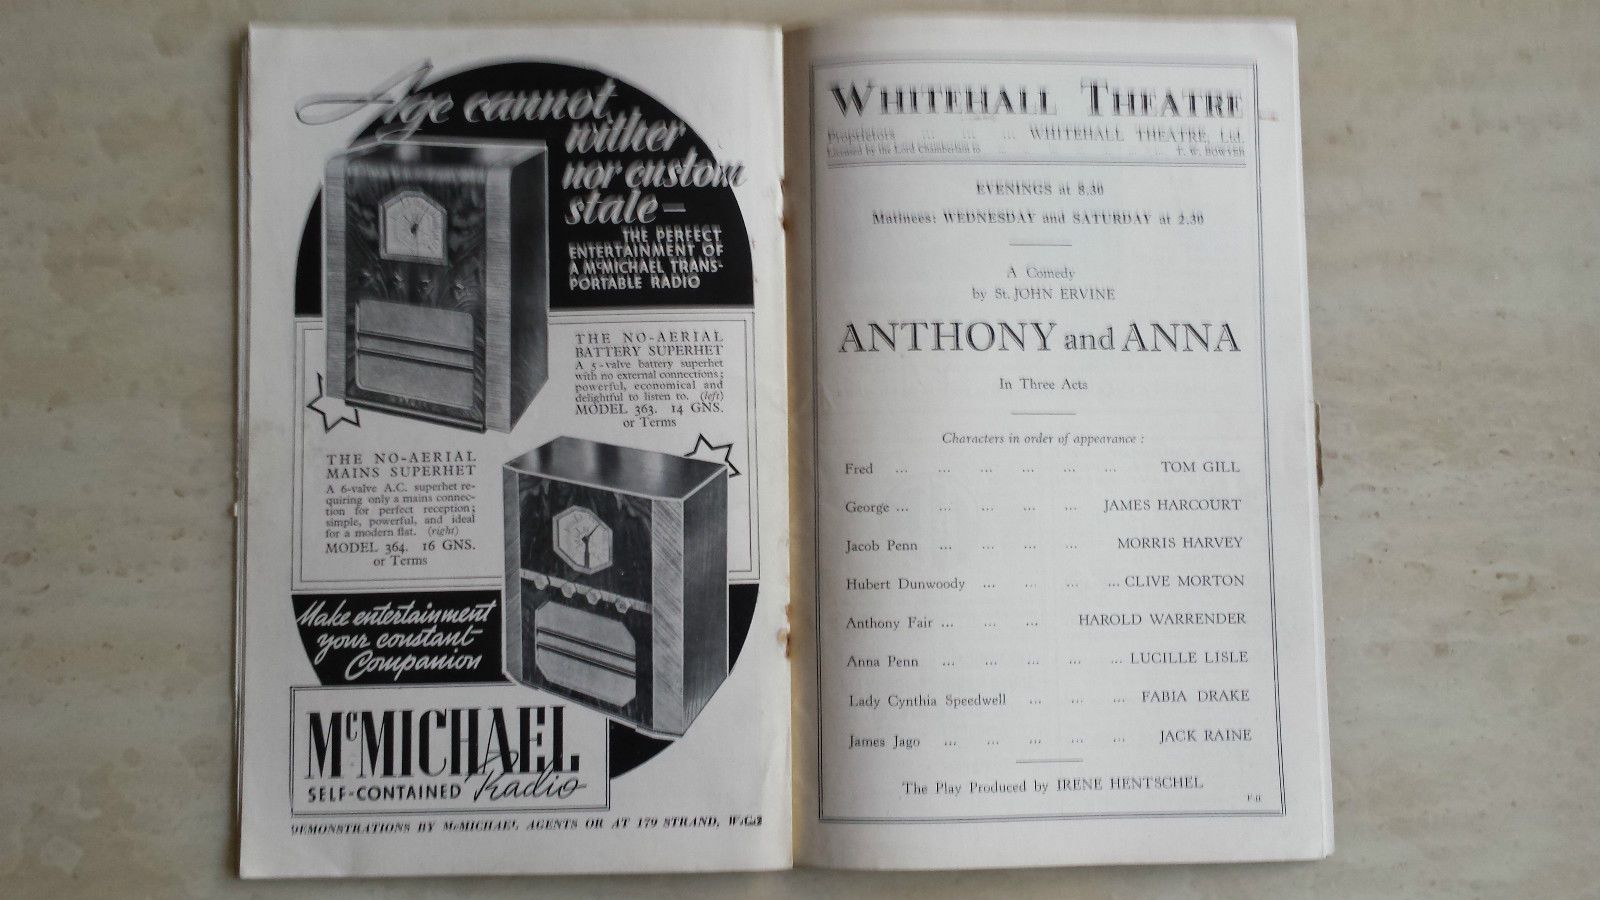 Age cannot
wither
nor custom
stale—
THE PERFECT
ENTERTAINMENT OF
A McMICHAEL TRANS-
PORTABLE RADIO
THE NO-AERIAL
BATTERY SUPERHET
A 5-valve battery superhet
with no external connections;
powerful, economical and
delightful to listen to. (left)
MODEL 363. 14 GNS.
or Terms
THE NO-AERIAL
MAINS SUPERHET
A 6-valve A.C. superhet re-
quiring only a mains connec-
tion for perfect reception;
simple, powerful, and ideal
for a modern flat. (right)
MODEL 364. 16 GNS.
or Terms
Make entertainment
your constant
Companion
McMICHAEL
SELF-CONTAINED Radio
DEMONSTRATIONS BY McMICHAEL AGENTS OR AT 179 STRAND, W.C.2
WHITEHALL THEATRE
Proprietors ... ... ... WHITEHALL THEATRE, Ltd.
Licensed by the Lord Chamberlain to ... ... ... ... ... ... F. W. BOWYER
EVENINGS at 8.30
Matinees: WEDNESDAY and SATURDAY at 2.30
A Comedy
by St. JOHN ERVINE
ANTHONY and ANNA
In Three Acts
Characters in order of appearance :
Fred ... ... ... ... ... ... TOM GILL
George ... ... ... ... ... JAMES HARCOURT
Jacob Penn ... ... ... ... MORRIS HARVEY
Hubert Dunwoody ... ... ... ... CLIVE MORTON
Anthony Fair ... ... ... HAROLD WARRENDER
Anna Penn ... ... ... ... ... LUCILLE LISLE
Lady Cynthia Speedwell ... ... ... FABIA DRAKE
James Jago ... ... ... ... ... JACK RAINE
The Play Produced by IRENE HENTSCHEL